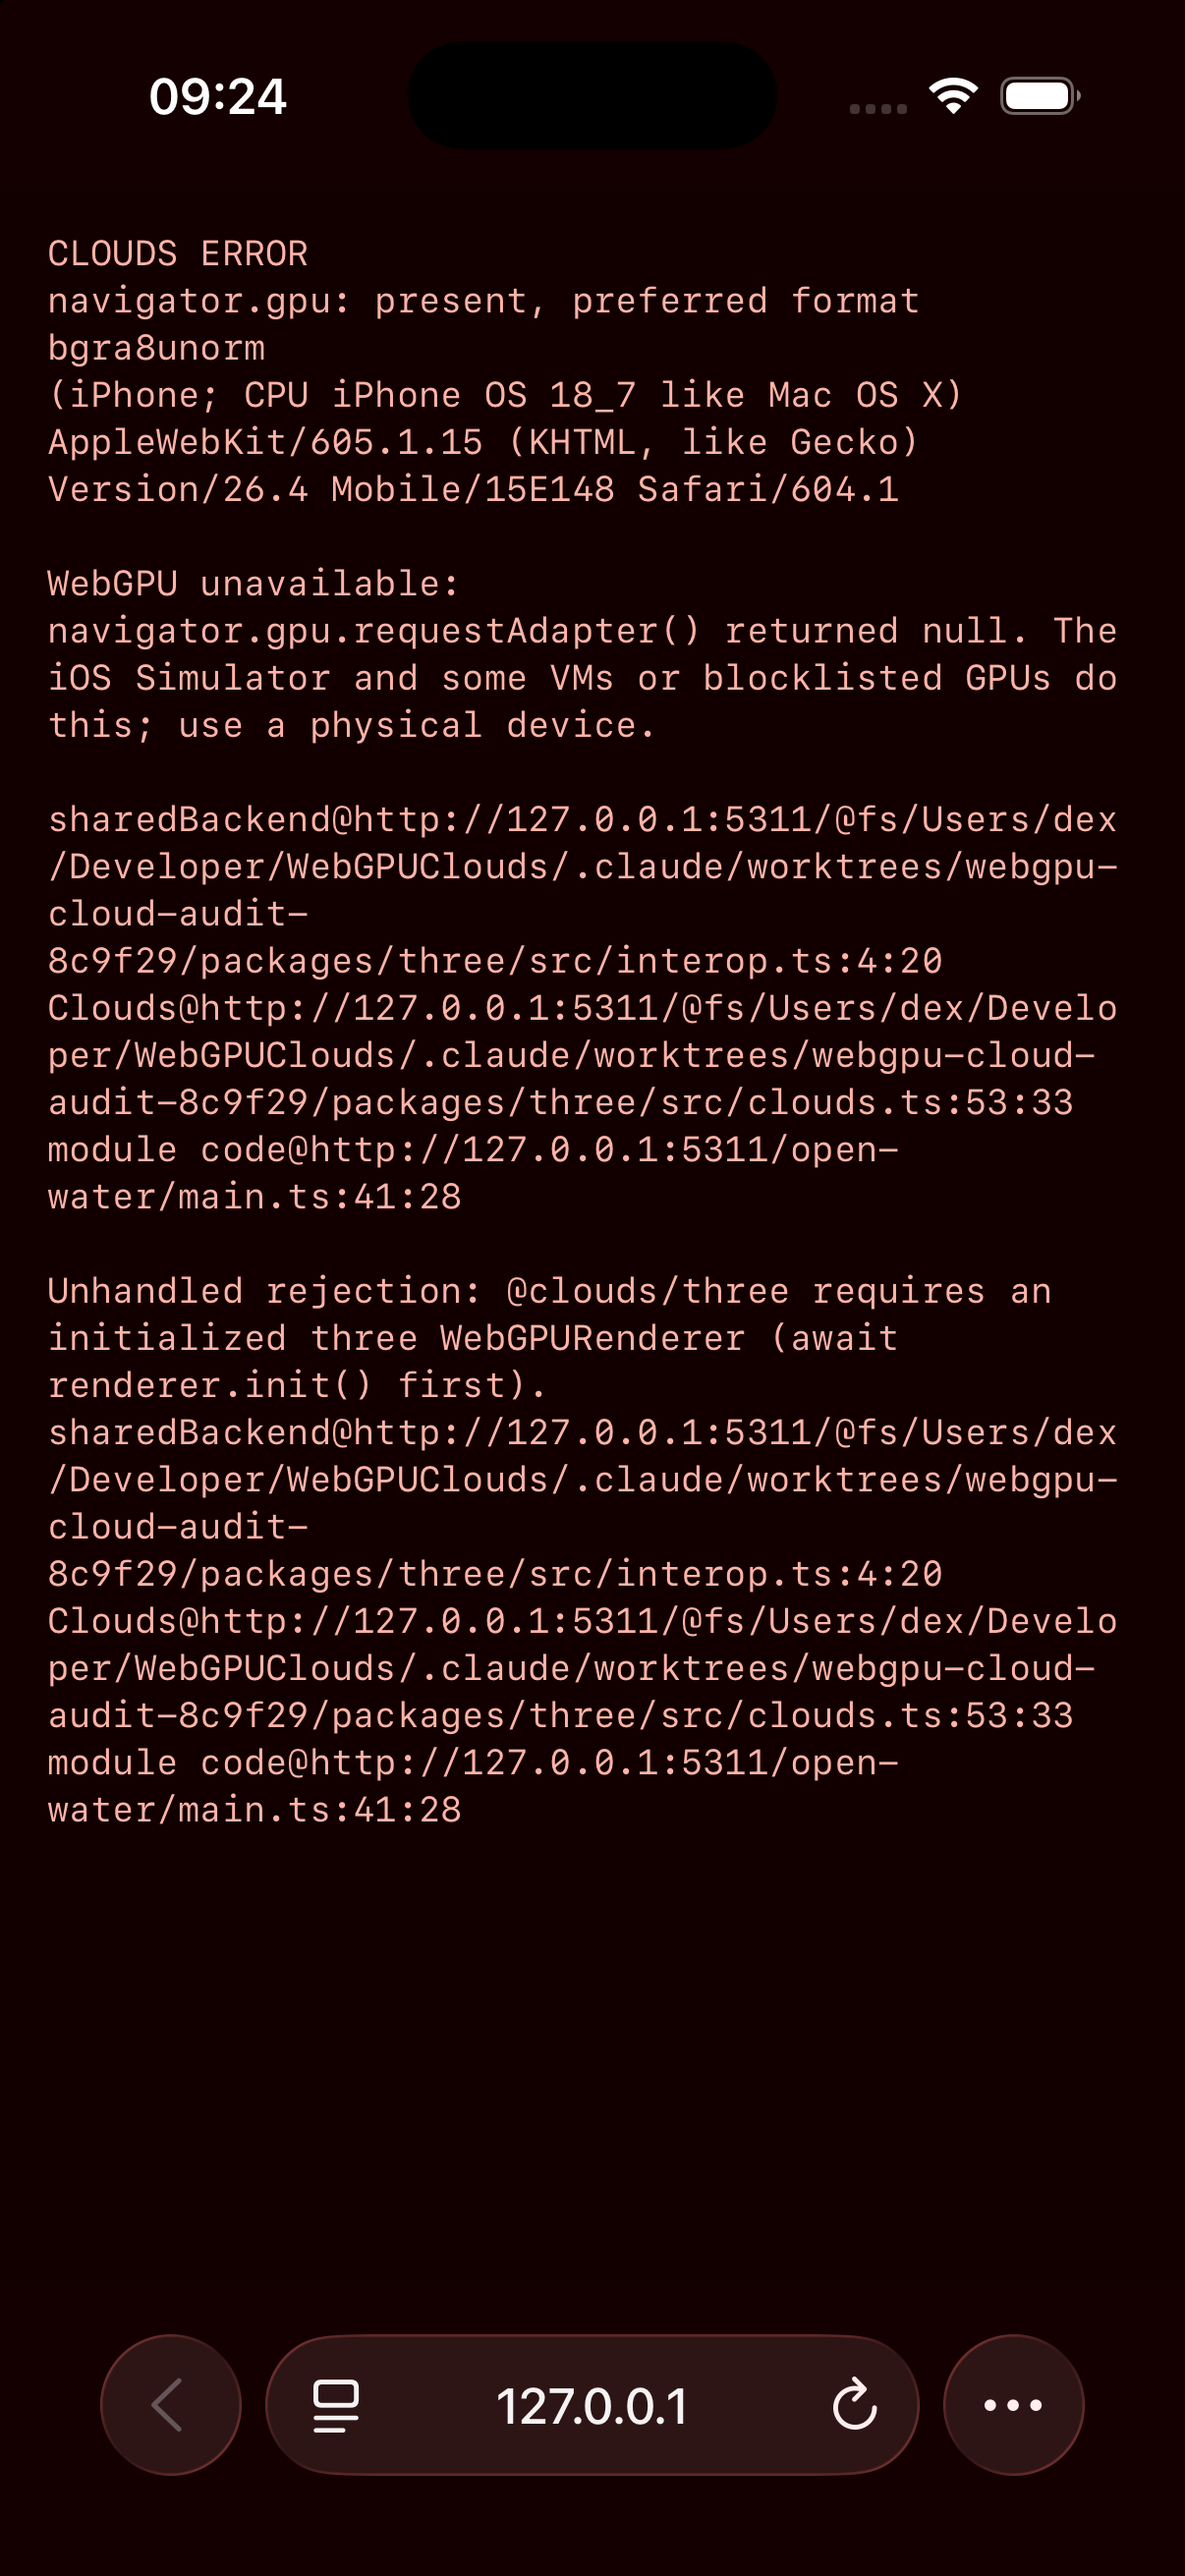 09:24
CLOUDS ERROR
navigator.gpu: present, preferred format
bgra8unorm
(iPhone; CPU iPhone OS 18_7 like Mac OS X)
AppleWebKit/605.1.15 (KHTML, like Gecko)
Version/26.4 Mobile/15E148 Safari/604.1
WebGPU unavailable:
navigator.gpu.requestAdapter() returned null. The
iOS Simulator and some VMs or blocklisted GPUs do
this; use a physical device.
sharedBackend@http://127.0.0.1:5311/@fs/Users/dex
/Developer/WebGPUClouds/.claude/worktrees/webgpu-
cloud-audit-
8c9f29/packages/three/src/interop.ts:4:20
Clouds@http://127.0.0.1:5311/@fs/Users/dex/Develo
per/WebGPUClouds/.claude/worktrees/webgpu-cloud-
audit-8c9f29/packages/three/src/clouds.ts:53:33
module code@http://127.0.0.1:5311/open-
water/main.ts:41:28
Unhandled rejection: @clouds/three requires an
initialized three WebGPURenderer (await
renderer.init() first).
sharedBackend@http://127.0.0.1:5311/@fs/Users/dex
/Developer/WebGPUClouds/.claude/worktrees/webgpu-
cloud-audit-
8c9f29/packages/three/src/interop.ts:4:20
Clouds@http://127.0.0.1:5311/@fs/Users/dex/Develo
per/WebGPUClouds/.claude/worktrees/webgpu-cloud-
audit-8c9f29/packages/three/src/clouds.ts:53:33
module code@http://127.0.0.1:5311/open-
water/main.ts:41:28
127.0.0.1